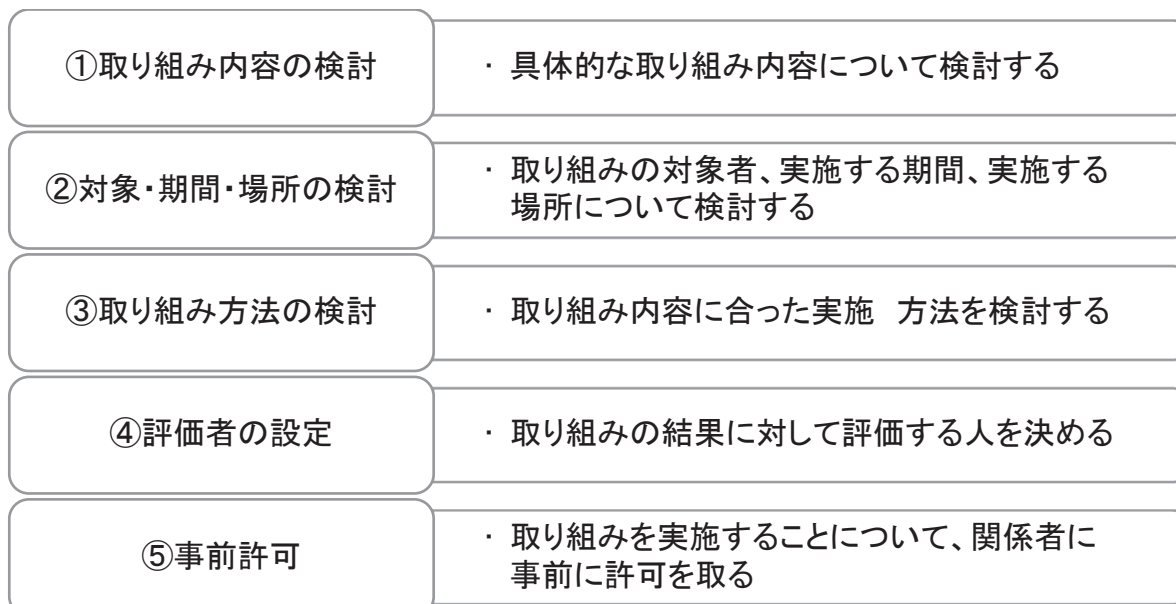 ①取り組み内容の検討
・ 具体的な取り組み内容について検討する
②対象・期間・場所の検討
・ 取り組みの対象者、実施する期間、実施する
場所について検討する
③取り組み方法の検討
・ 取り組み内容に合った実施　方法を検討する
④評価者の設定
・ 取り組みの結果に対して評価する人を決める
⑤事前許可
・ 取り組みを実施することについて、関係者に
事前に許可を取る